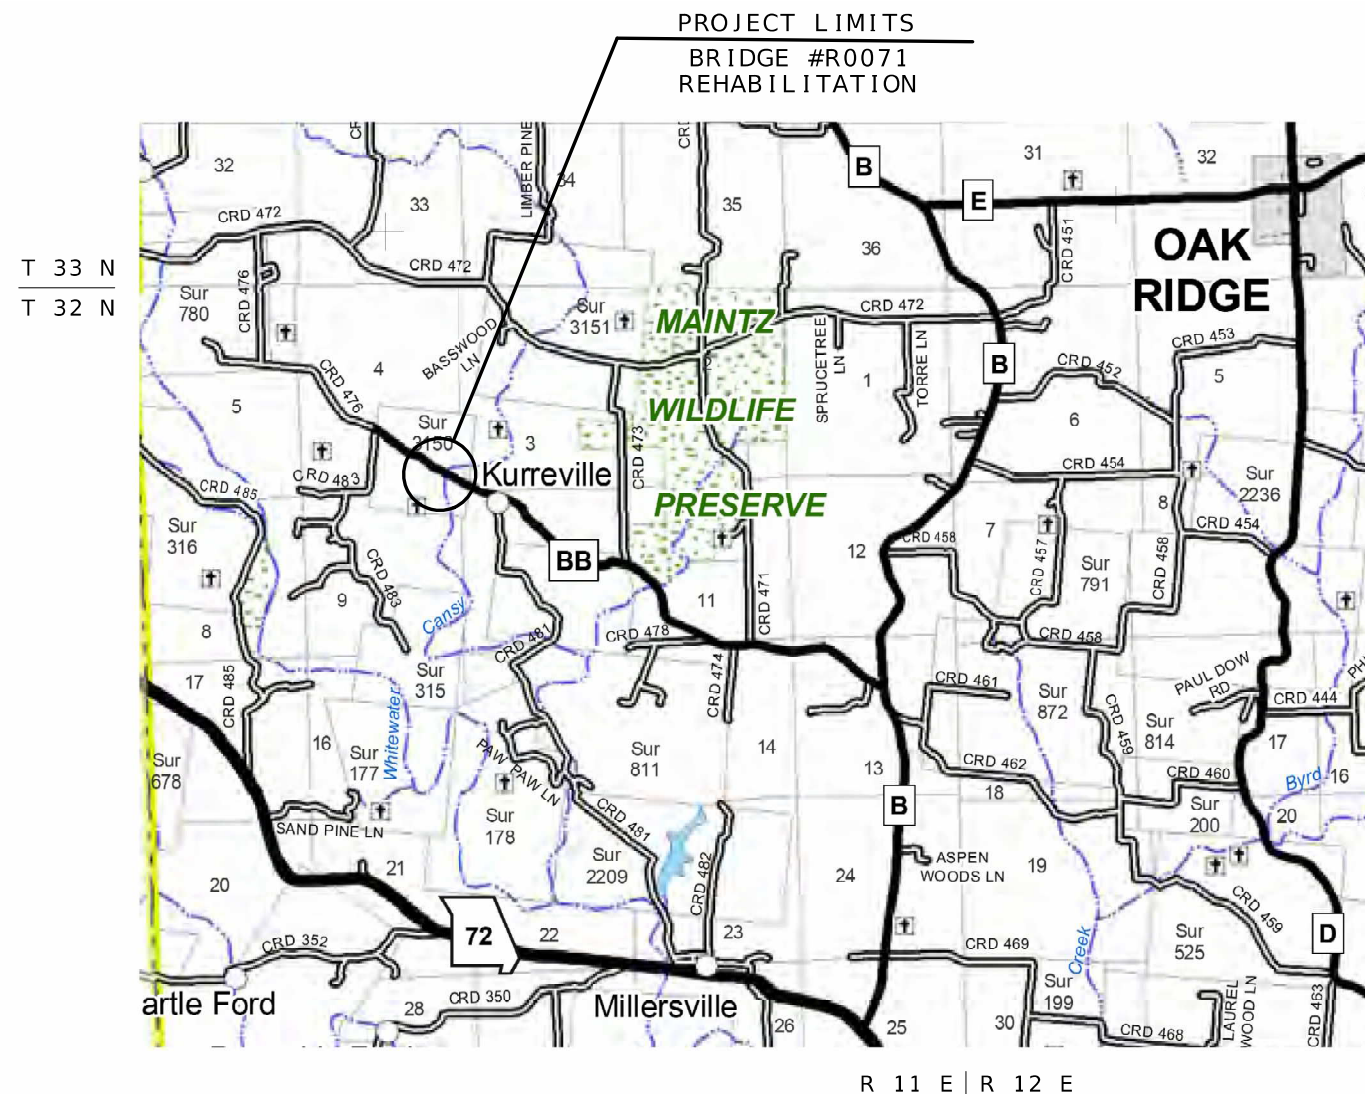 PROJECT LIMITS
BRIDGE #R0071
REHABILITATION
T 33 N
T 32 N
32
33
34
35
36
31
32
CRD 472
LIMBER PINE
B
E
CRD 451
OAK
RIDGE
CRD 472
CRD 476
Sur
780
Sur
3151
MAINTZ
CRD 472
BASSWOOD
LN
SPRUCETREE
LN
TORRE LN
B
CRD 453
CRD 452
4
2
1
5
5
6
CRD 476
WILDLIFE
Sur
3150
3
CRD 473
Kurreville
CRD 483
CRD 485
CRD 454
Sur
2236
PRESERVE
8
7
Sur
316
12
CRD 458
CRD 454
CRD 457
CRD 458
BB
Sur
791
CRD 483
9
11
CRD 471
Cansy
8
CRD 481
CRD 478
CRD 458
17
CRD 485
Sur
315
CRD 474
CRD 461
PAUL DOW
RD
Sur
872
CRD 444
CRD 459
Sur
814
Whitewater
16
Sur
177
PAW PAW LN
Sur
811
14
13
17
Sur
678
CRD 462
18
CRD 460
Byrd
16
SAND PINE LN
Sur
178
CRD 481
B
Sur
200
20
21
Sur
2209
CRD 482
ASPEN
WOODS LN
24
19
20
CRD 459
72
22
23
CRD 352
CRD 469
Creek
Sur
525
D
artle Ford
28
CRD 350
Millersville
26
25
30
Sur
199
CRD 468
LAUREL
WOOD LN
CRD 463
R 11 E R 12 E